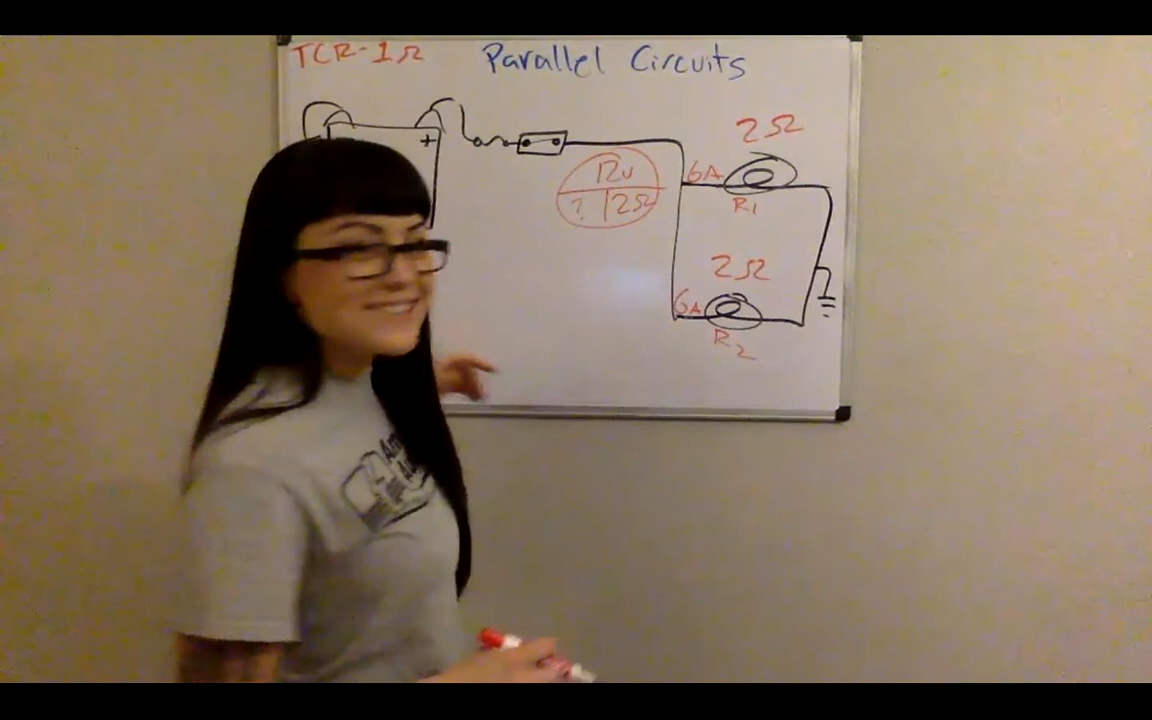 TCR-1Ω
Parallel Circuits
+
12v
? 2Ω
2Ω
6A
R1
2Ω
6A
R2